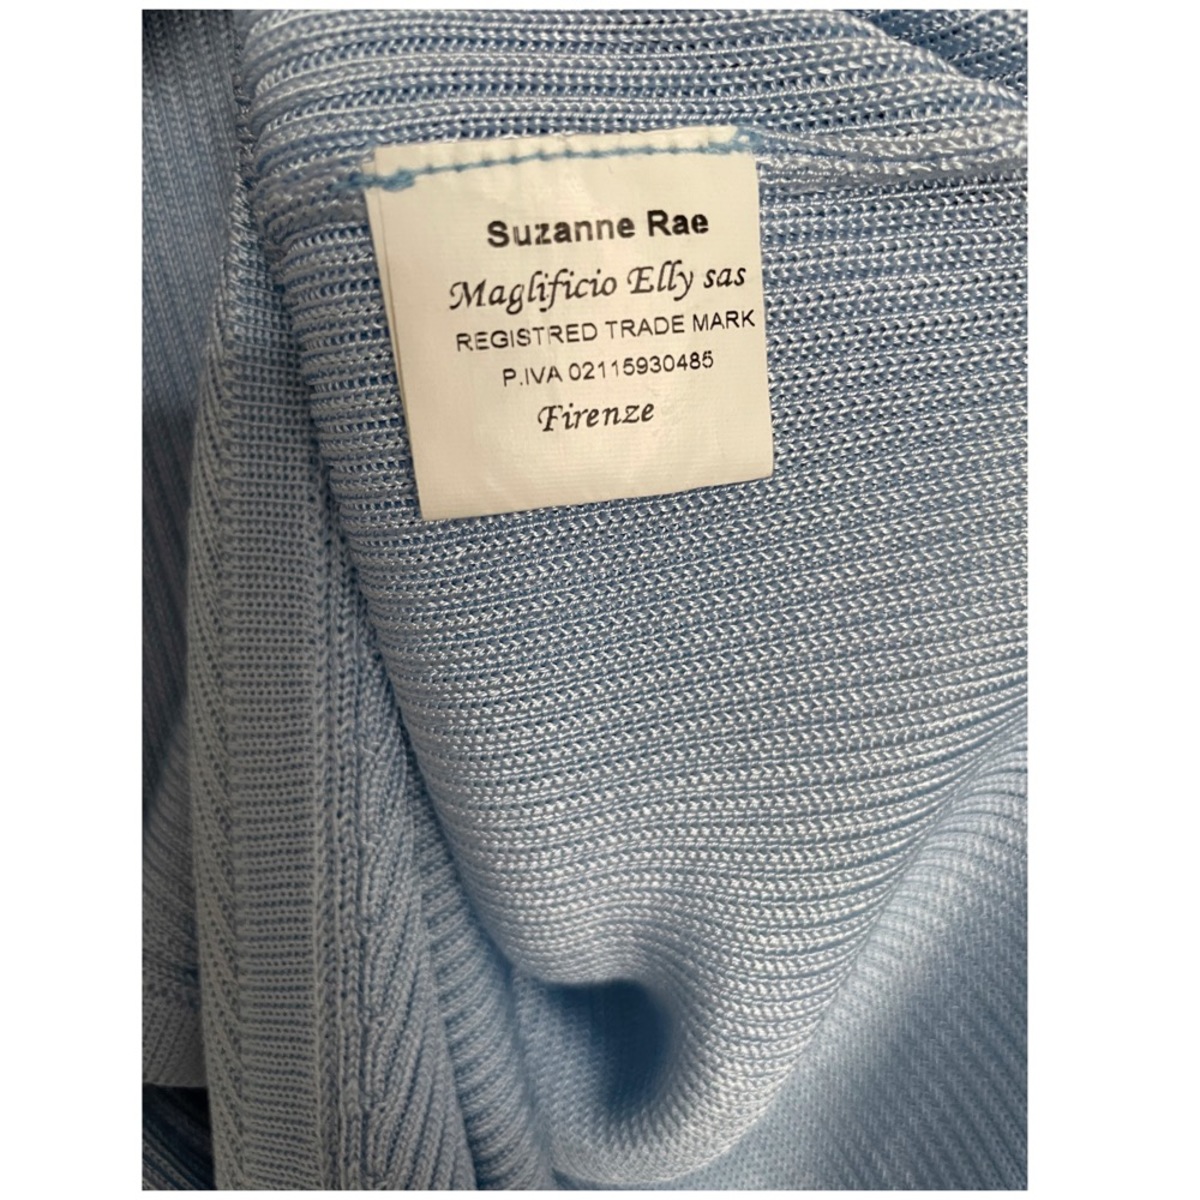 Suzanne Rae
Maglificio Elly sas
REGISTRED TRADE MARK
P.IVA 02115930485
Firenze